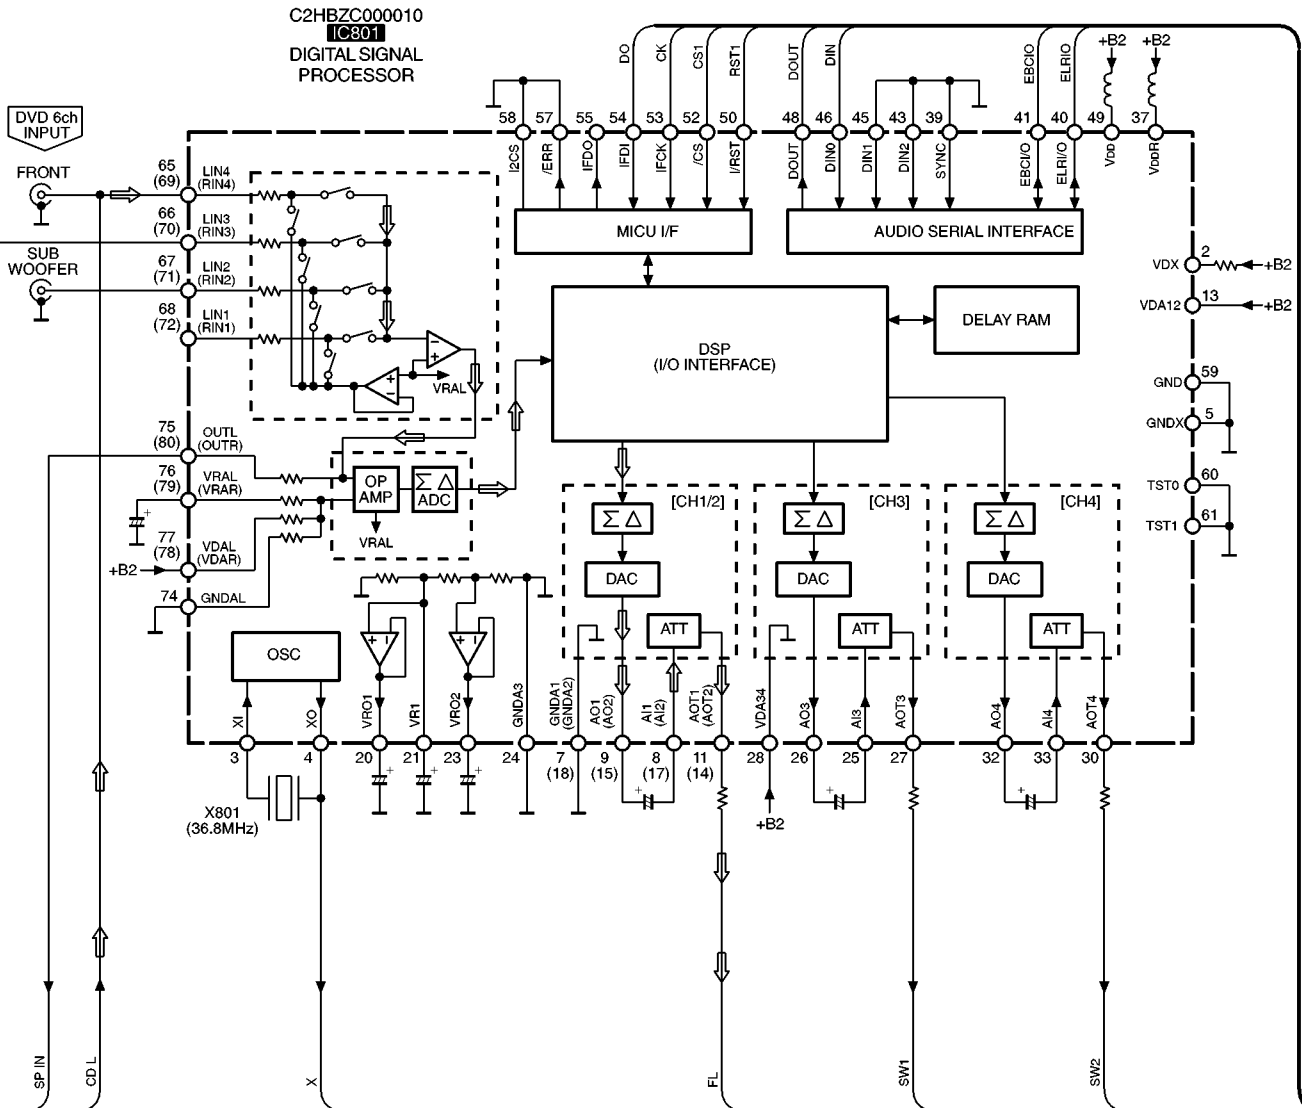 C2HBZC000010
IC801
DIGITAL SIGNAL
PROCESSOR
DVD 6ch
INPUT
FRONT
SUB
WOOFER
65
(69)
LIN4
(RIN4)
66
(70)
LIN3
(RIN3)
67
(71)
LIN2
(RIN2)
68
(72)
LIN1
(RIN1)
VRAL
75
(80)
OUTL
(OUTR)
76
(79)
VRAL
(VRAR)
+
77
(78)
VDAL
(VDAR)
+B2
74
GNDAL
OP
AMP
Σ Δ
ADC
VRAL
58 57 55 54 53 52 50 48 46 45 43 39 41 40 49 37
DO
CK
CS1
RST1
DOUT
DIN
EBCIO
ELRIO
+B2
+B2
I2CS
/ERR
IFDO
IFDI
IFCK
/CS
I/RST
DOUT
DIN0
DIN1
DIN2
SYNC
EBCI/O
ELRI/O
VDD
VDDR
MICU I/F
AUDIO SERIAL INTERFACE
DSP
(I/O INTERFACE)
DELAY RAM
VDX
2
+B2
VDA12
13
+B2
GND
59
GNDX
5
TST0
60
TST1
61
[CH1/2]
Σ Δ
DAC
ATT
[CH3]
Σ Δ
DAC
ATT
[CH4]
Σ Δ
DAC
ATT
OSC
+ −
+ −
XI
XO
VRO1
VR1
VRO2
GNDA3
GNDA1
(GNDA2)
AO1
(AO2)
AI1
(AI2)
AOT1
(AOT2)
VDA34
AO3
AI3
AOT3
AO4
AI4
AOT4
3 4 20 21 23 24 7 9 8 11 28 26 25 27 32 33 30
(18) (15) (17) (14)
+ + + + + +
X801
(36.8MHz)
+B2
SP IN
CD L
X
FL
SW1
SW2